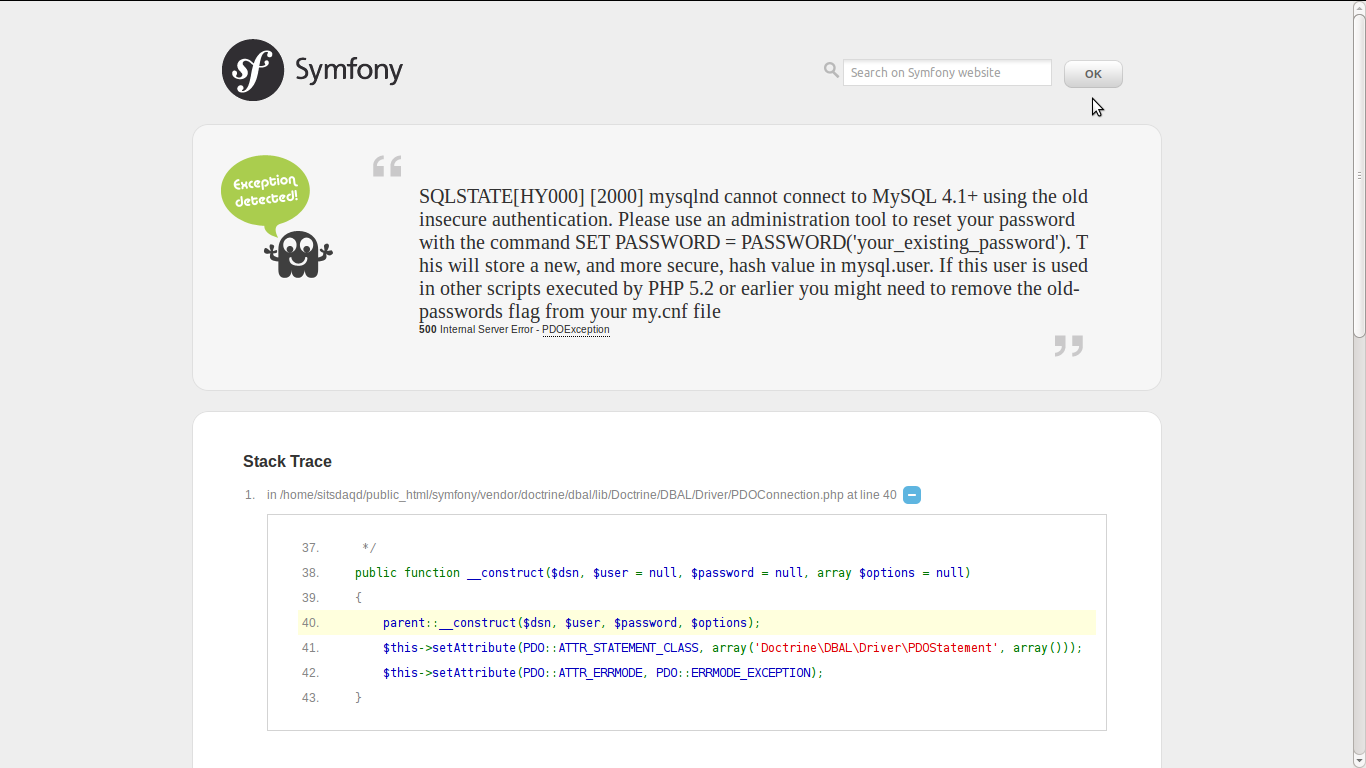 sf Symfony
Search on Symfony website
OK
Exception
detected!
SQLSTATE[HY000] [2000] mysqlnd cannot connect to MySQL 4.1+ using the old
insecure authentication. Please use an administration tool to reset your password
with the command SET PASSWORD = PASSWORD('your_existing_password'). T
his will store a new, and more secure, hash value in mysql.user. If this user is used
in other scripts executed by PHP 5.2 or earlier you might need to remove the old-
passwords flag from your my.cnf file
500 Internal Server Error - PDOException
Stack Trace
1. in /home/sitsdaqd/public_html/symfony/vendor/doctrine/dbal/lib/Doctrine/DBAL/Driver/PDOConnection.php at line 40
37. */
38. public function __construct($dsn, $user = null, $password = null, array $options = null)
39. {
40. parent::__construct($dsn, $user, $password, $options);
41. $this->setAttribute(PDO::ATTR_STATEMENT_CLASS, array('Doctrine\DBAL\Driver\PDOStatement', array()));
42. $this->setAttribute(PDO::ATTR_ERRMODE, PDO::ERRMODE_EXCEPTION);
43. }